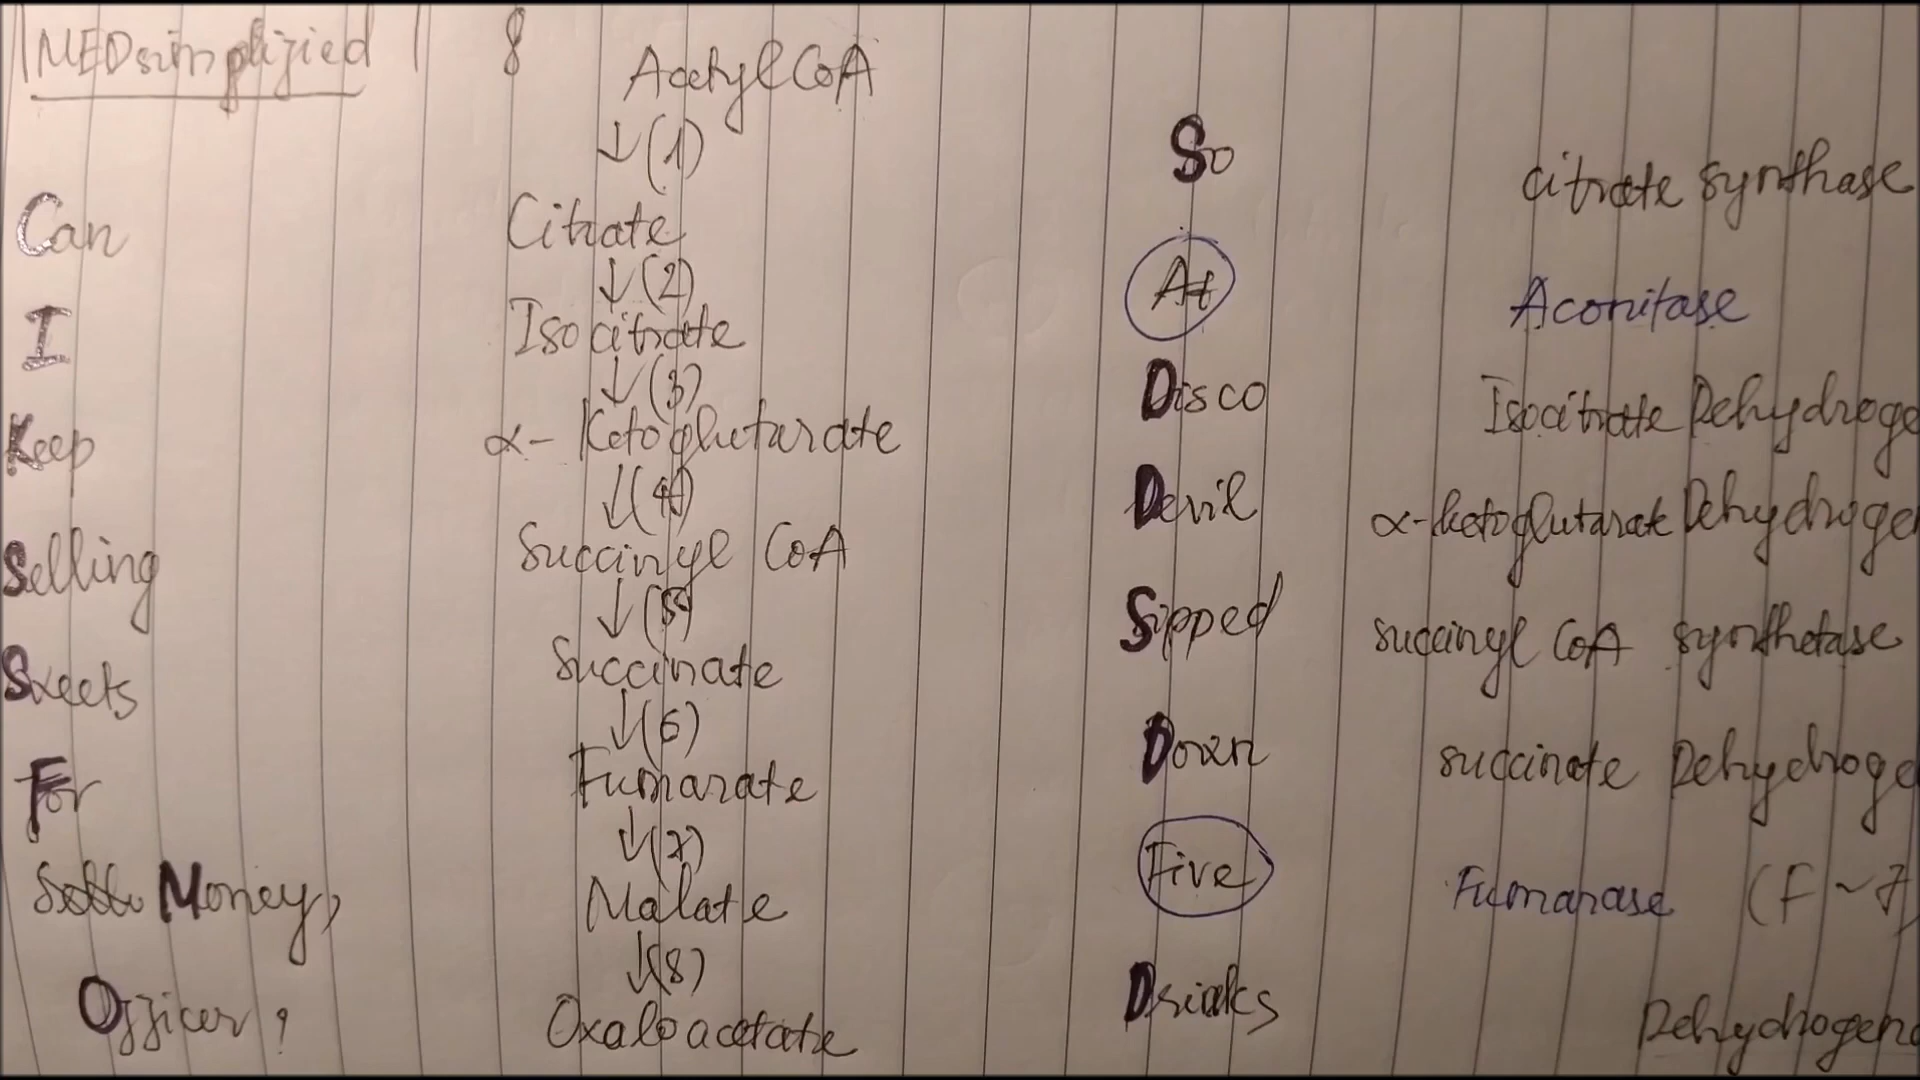 MEDsimplified 8 Acetyl CoA
↓ (1) So citrate synthase
Can Citrate
↓ (2) At Aconitase
I Isocitrate
↓ (3) Disco Isocitrate Dehydroge
Keep α- Ketoglutarate
↓ (4) Devil α-ketoglutarate Dehydrogen
Selling Succinyl CoA
↓ (5) Sipped succinyl CoA synthetase
Sweets Succinate
↓ (6) Down succinate Dehydroge
For Fumarate
↓ (7) Five Fumarase (F ~ 7)
Money, Malate
↓ (8) Drinks
Officer? Oxaloacetate Dehydrogena